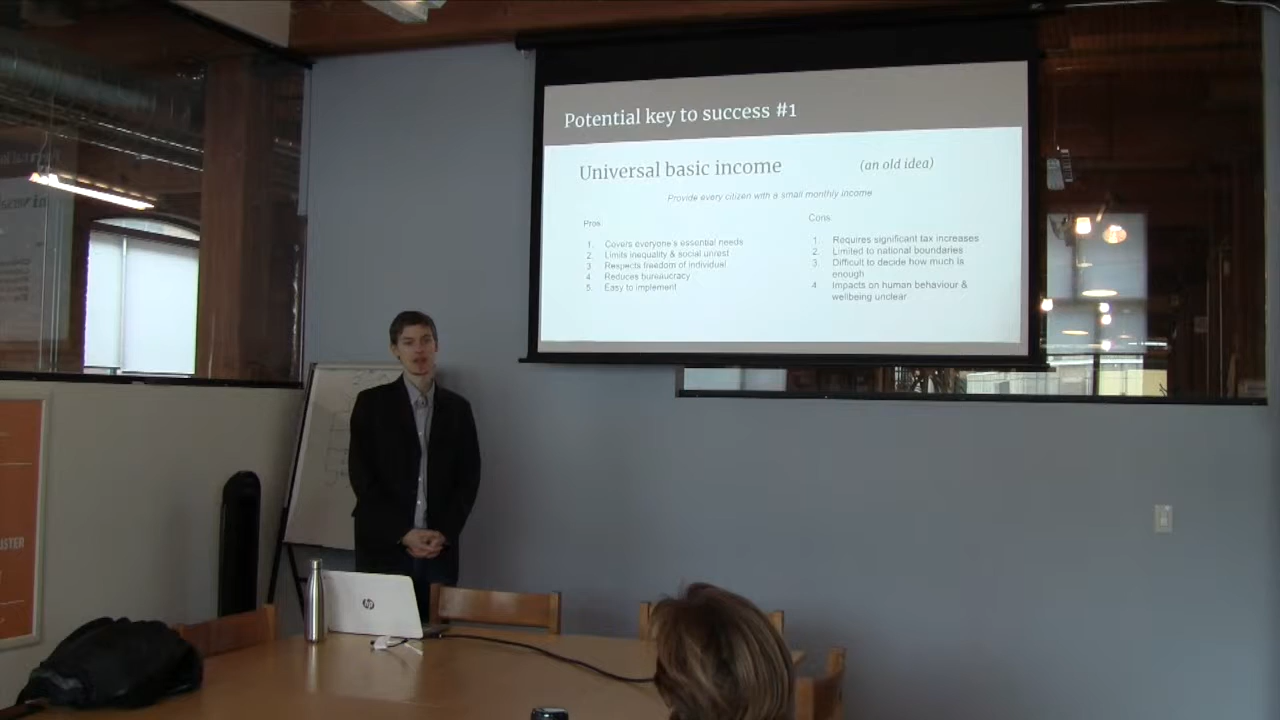 Potential key to success #1
Universal basic income
(an old idea)
Provide every citizen with a small monthly income
Pros:
1. Covers everyone's essential needs
2. Limits inequality & social unrest
3. Respects freedom of individual
4. Reduces bureaucracy
5. Easy to implement
Cons:
1. Requires significant tax increases
2. Limited to national boundaries
3. Difficult to decide how much is
enough
4. Impacts on human behaviour &
wellbeing unclear
hp